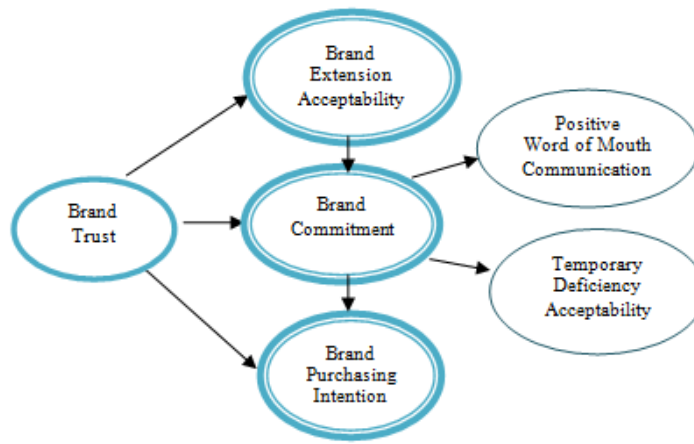 Brand
Extension
Acceptability
Positive
Word of Mouth
Communication
Brand
Trust
Brand
Commitment
Temporary
Deficiency
Acceptability
Brand
Purchasing
Intention